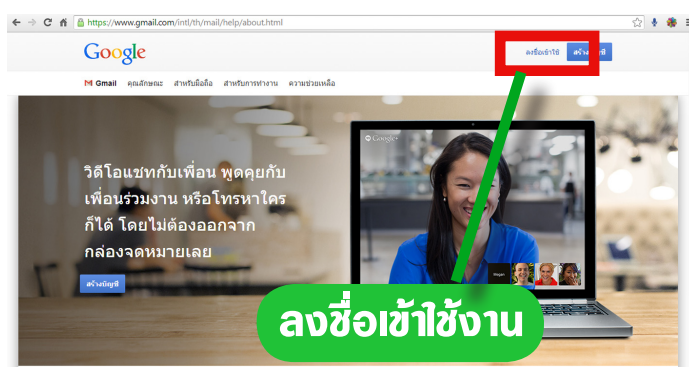 https://www.gmail.com/intl/th/mail/help/about.html
Google
ลงชื่อเข้าใช้
M Gmail คุณลักษณะ สำหรับมือถือ สำหรับการทำงาน ความช่วยเหลือ
Google+
วิดีโอแชทกับเพื่อน พูดคุยกับ
เพื่อนร่วมงาน หรือโทรหาใคร
ก็ได้ โดยไม่ต้องออกจาก
กล่องจดหมายเลย
Megan
สร้างบัญชี
ลงชื่อเข้าใช้งาน